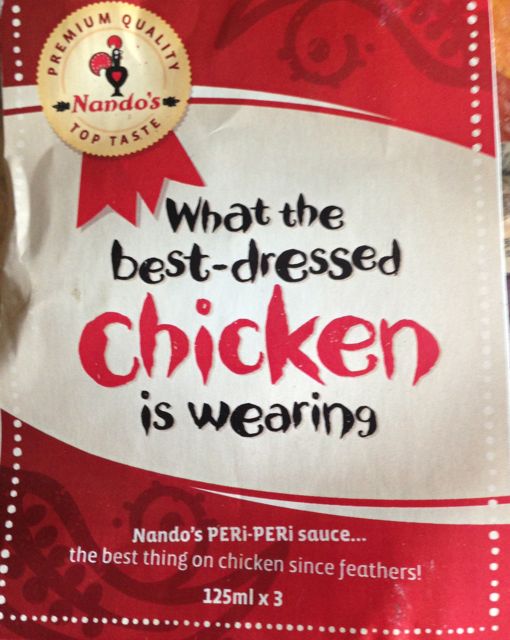 PREMIUM QUALITY
Nando's
TOP TASTE
What the
best-dressed
chicken
is wearing
Nando's PERi-PERi sauce...
the best thing on chicken since feathers!
125ml x 3